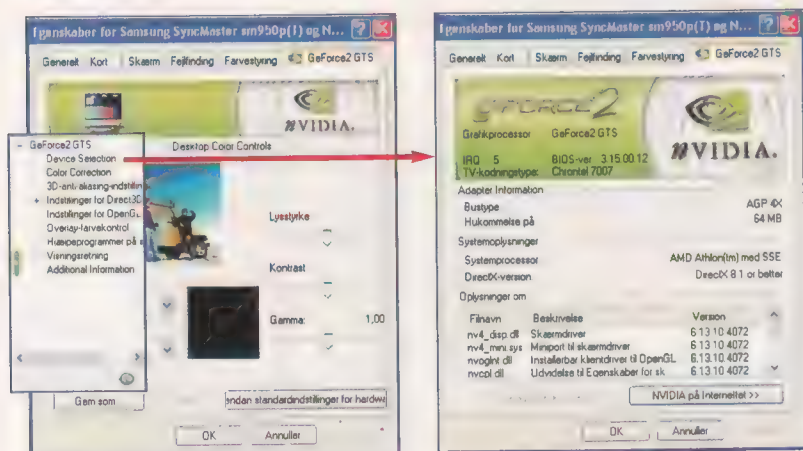 Egenskaber for Samsung SyncMaster sm950p(T) og N...
Generelt Kort Skærm Fejlfinding Farvestyring GeForce2 GTS
NVIDIA.
Desktop Color Controls
- GeForce2 GTS
Device Selection
Color Correction
3D-antialiasing-indstillin
+ Indstillinger for Direct3D
Indstillinger for OpenGL
Overlay-farvekontrol
Hjælpeprogrammer på s
Visningsretning
Additional Information
Lysstyrke
Kontrast
Gamma: 1,00
Gem som
endan standardindstillinger for hardwa
OK Annuller
Egenskaber for Samsung SyncMaster sm950p(T) og N...
Generelt Kort Skærm Fejlfinding Farvestyring GeForce2 GTS
GEFORCE2
NVIDIA.
Grafikprocessor GeForce2 GTS
IRQ 5 BIOS-ver 3.15.00.12
TV-kodningstype: Chrontel 7007
Adapter Information
Bustype AGP 4X
Hukommelse på 64 MB
Systemoplysninger
Systemprocessor AMD Athlon(tm) med SSE
DirectX-version DirectX 8.1 or better
Oplysninger om
Filnavn Beskrivelse Version
nv4_disp.dll Skærmdriver 6.13.10.4072
nv4_mini.sys Miniport til skærmdriver 6.13.10.4072
nvoglnt.dll Installerbar klientdriver til OpenGL 6.13.10.4072
nvcpl.dll Udvidelse til Egenskaber for sk 6.13.10.4072
NVIDIA på Internettet >>
OK Annuller